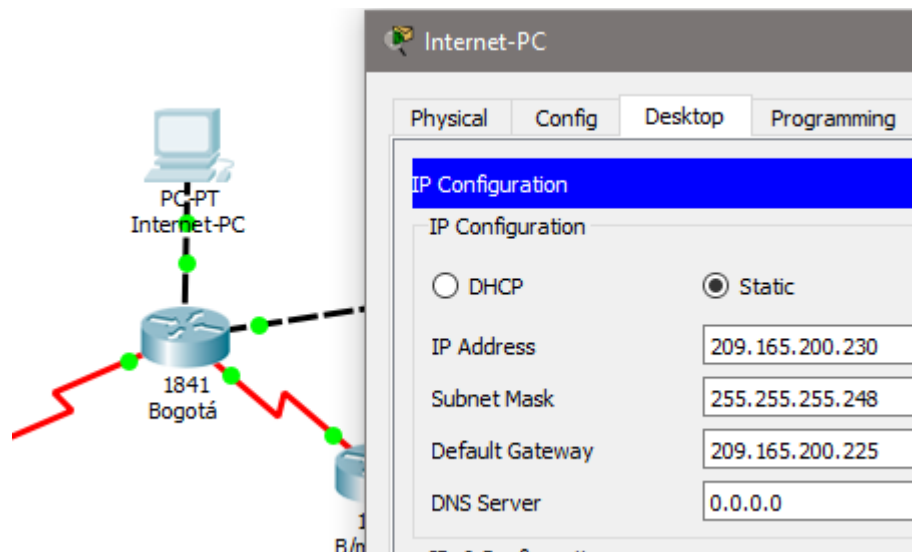 Internet-PC
Physical Config Desktop Programming
IP Configuration
IP Configuration
DHCP Static
IP Address 209.165.200.230
Subnet Mask 255.255.255.248
Default Gateway 209.165.200.225
DNS Server 0.0.0.0
PC-PT
Internet-PC
1841
Bogotá